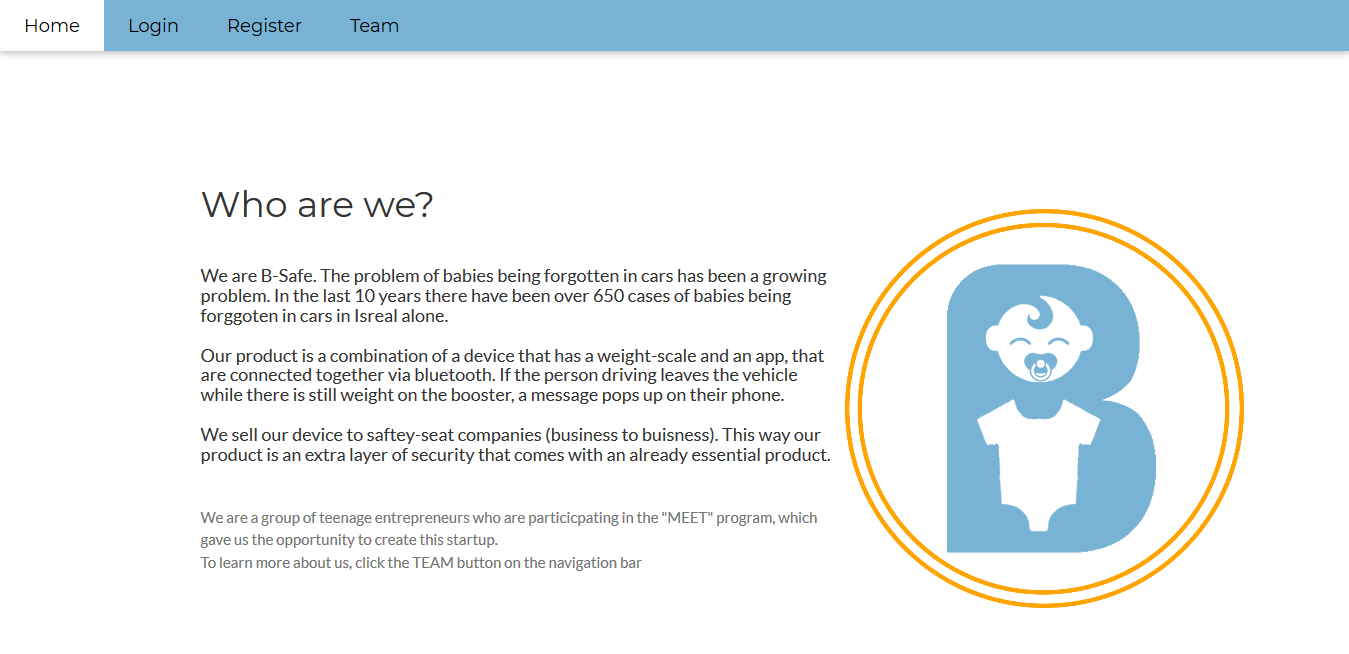 Home Login Register Team
Who are we?
We are B-Safe. The problem of babies being forgotten in cars has been a growing
problem. In the last 10 years there have been over 650 cases of babies being
forggoten in cars in Isreal alone.
Our product is a combination of a device that has a weight-scale and an app, that
are connected together via bluetooth. If the person driving leaves the vehicle
while there is still weight on the booster, a message pops up on their phone.
We sell our device to saftey-seat companies (business to buisness). This way our
product is an extra layer of security that comes with an already essential product.
We are a group of teenage entrepreneurs who are particicpating in the "MEET" program, which
gave us the opportunity to create this startup.
To learn more about us, click the TEAM button on the navigation bar
B